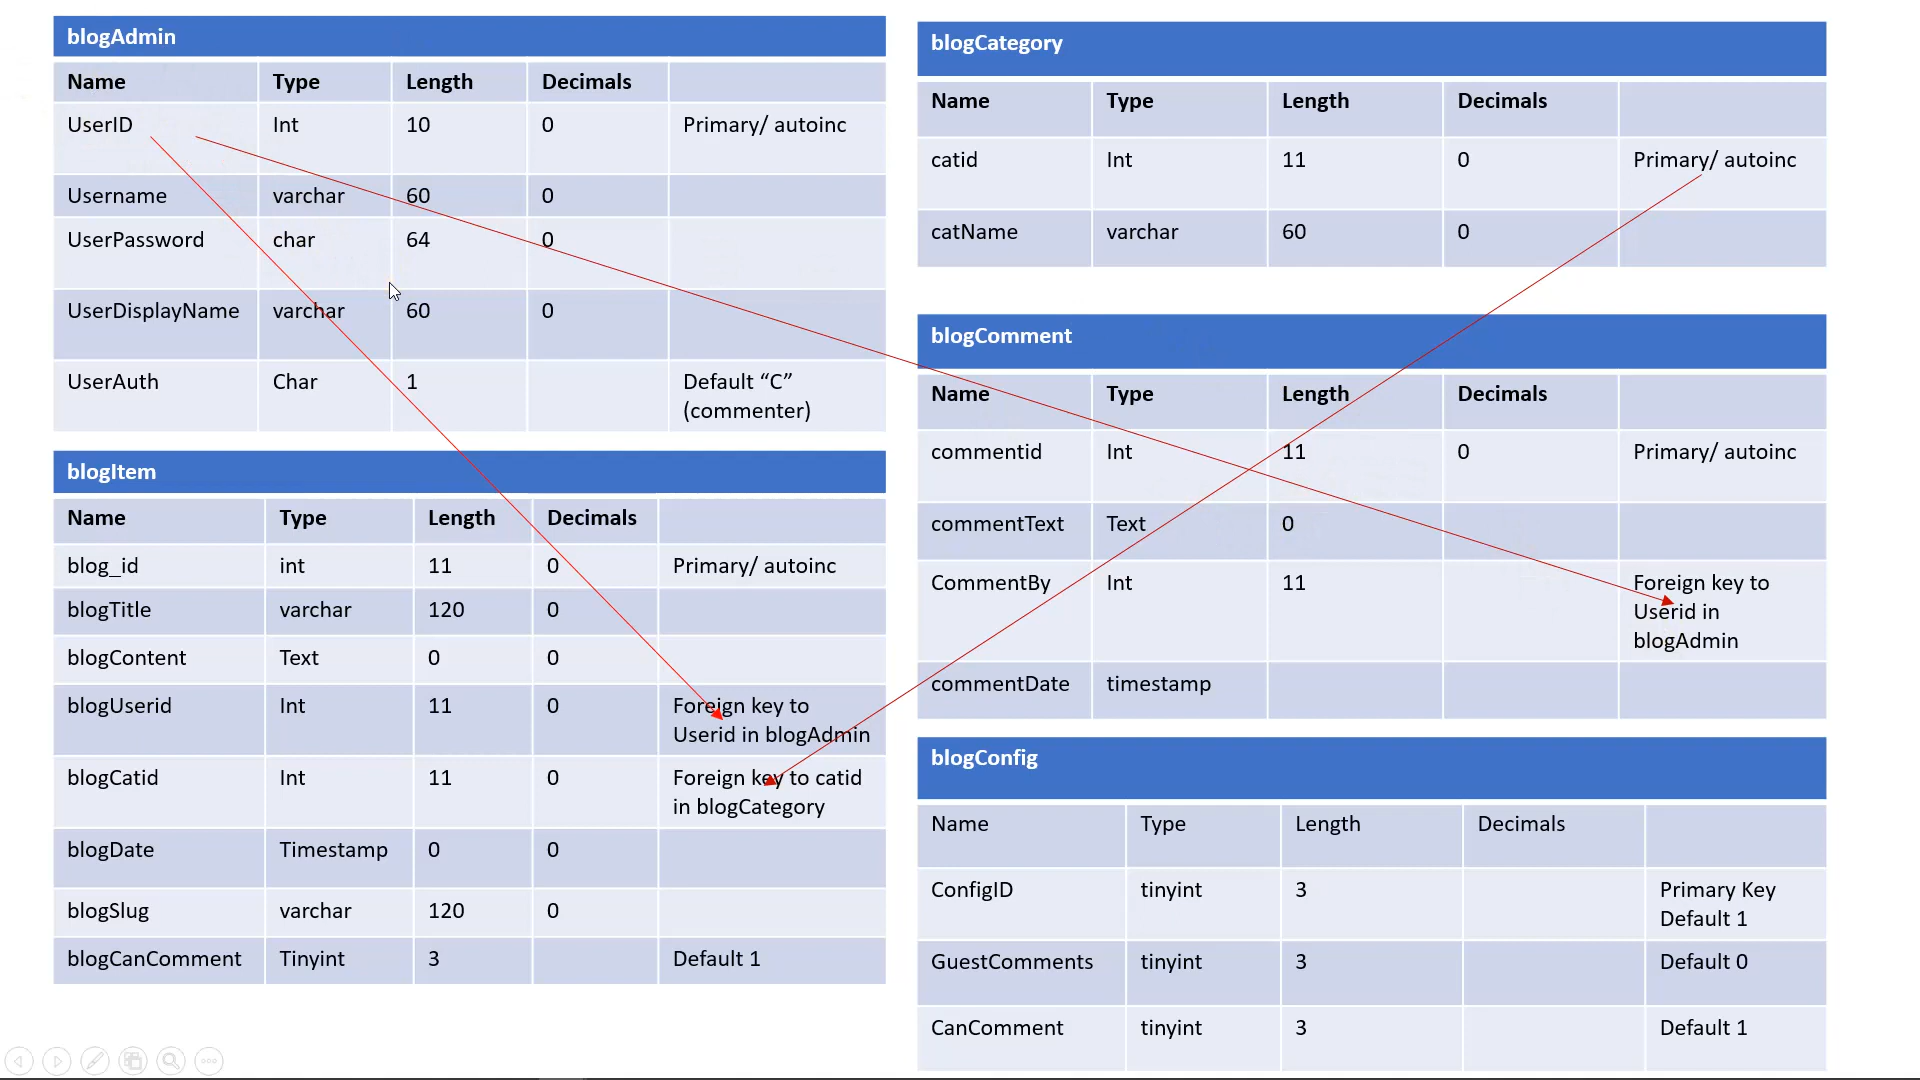 blogAdmin
Name Type Length Decimals
UserID Int 10 0 Primary/ autoinc
Username varchar 60 0
UserPassword char 64 0
UserDisplayName varchar 60 0
UserAuth Char 1 Default “C”
(commenter)
blogItem
Name Type Length Decimals
blog_id int 11 0 Primary/ autoinc
blogTitle varchar 120 0
blogContent Text 0 0
blogUserid Int 11 0 Foreign key to
Userid in blogAdmin
blogCatid Int 11 0 Foreign key to catid
in blogCategory
blogDate Timestamp 0 0
blogSlug varchar 120 0
blogCanComment Tinyint 3 Default 1
blogCategory
Name Type Length Decimals
catid Int 11 0 Primary/ autoinc
catName varchar 60 0
blogComment
Name Type Length Decimals
commentid Int 11 0 Primary/ autoinc
commentText Text 0
CommentBy Int 11 Foreign key to
Userid in
blogAdmin
commentDate timestamp
blogConfig
Name Type Length Decimals
ConfigID tinyint 3 Primary Key
Default 1
GuestComments tinyint 3 Default 0
CanComment tinyint 3 Default 1